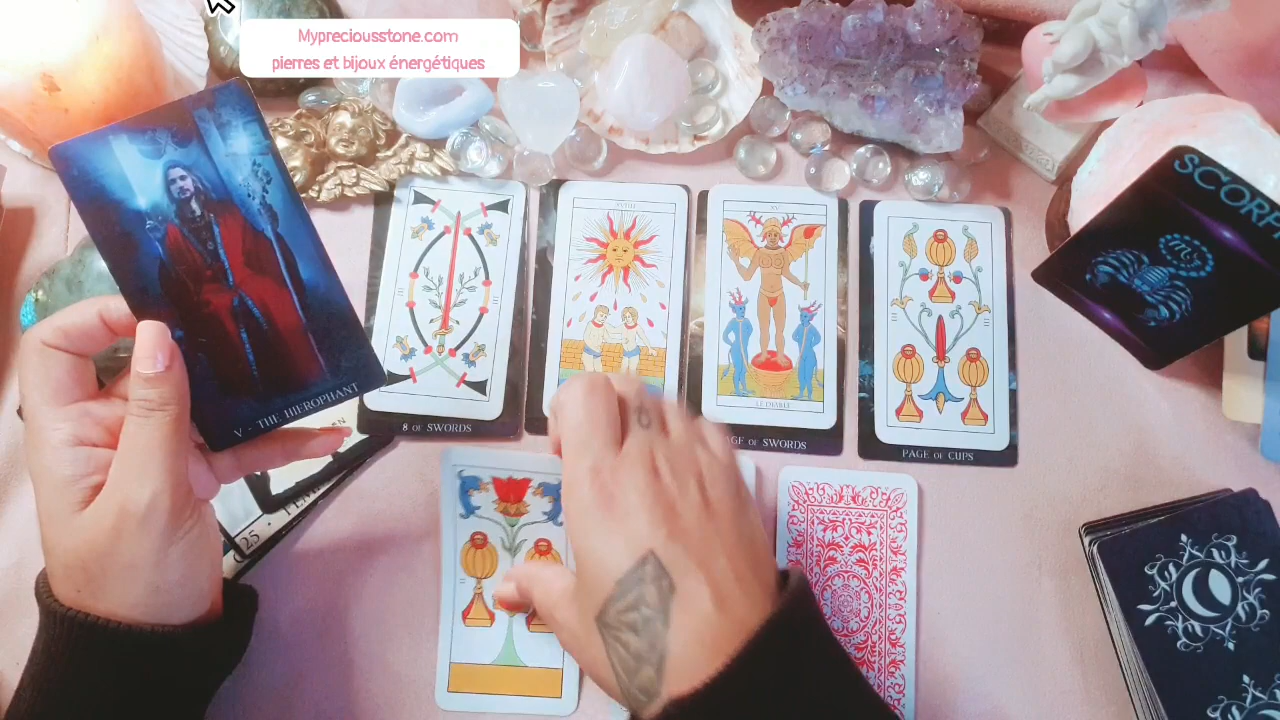 Mypreciousstone.com
pierres et bijoux énergétiques
SCORP
V - THE HIEROPHANT
XVIIII
XV
LE DIABLE
8 OF SWORDS
AGE OF SWORDS
PAGE OF CUPS
25